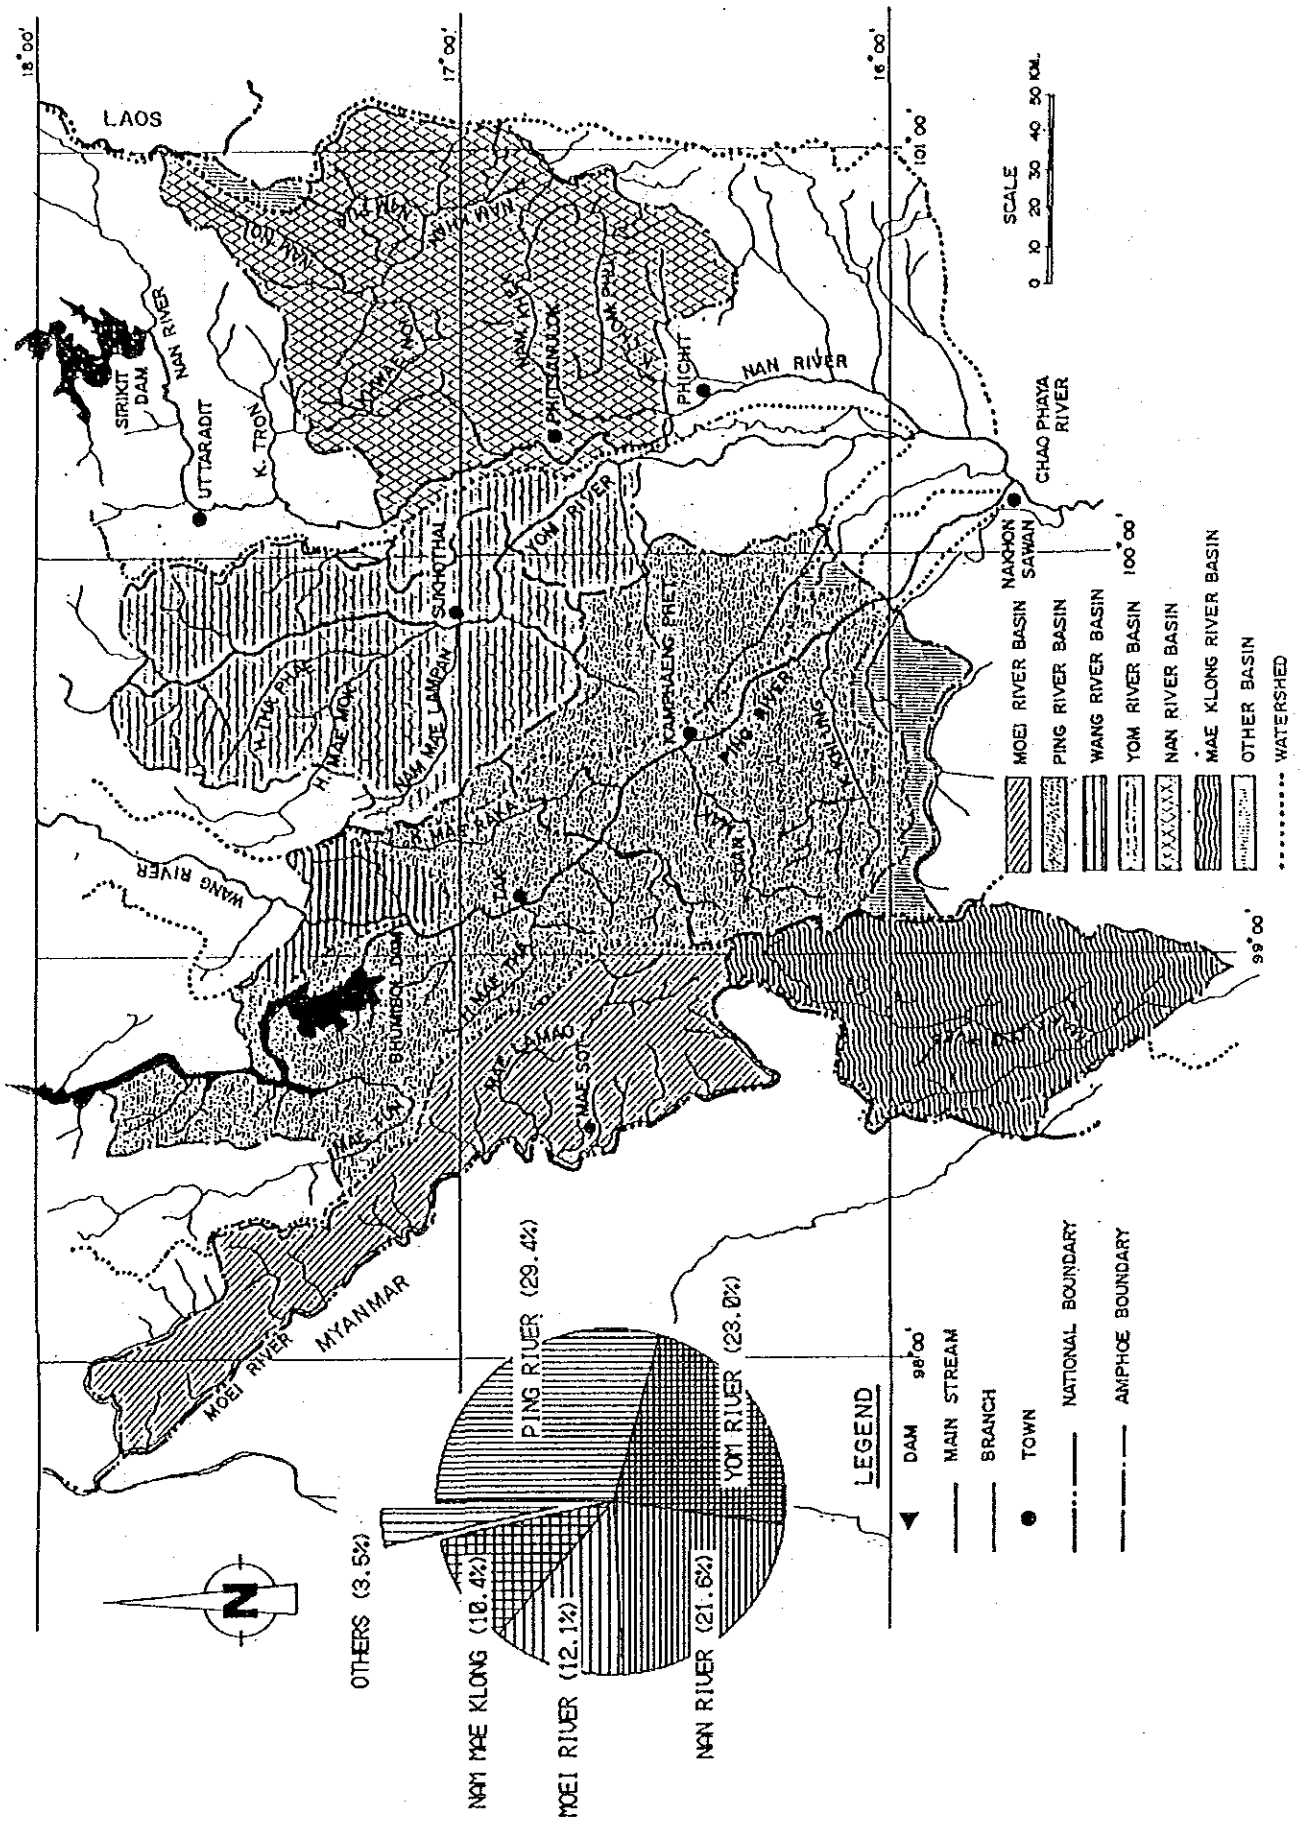 18°00'
17°00'
16°00'
101°00'
100°00'
99°00'
98°00'
N
LAOS
SIRIKIT
DAM
NAN RIVER
UTTARADIT
K. TRON
WANG RIVER
H. THA PHAE
H. MAE MOK
NAM MAE LAMPAN
SUKHOTHAI
YOM RIVER
PHITSANULOK
NAM KHEK
NAM KHAN
PHICHIT
NAN RIVER
BHUMIBOL DAM
TAK
MAE SOT
KAMPHAENG PHET
PING RIVER
MOEI RIVER
MYANMAR
NAKHON
SAWAN
CHAO PHAYA
RIVER
SCALE
0 10 20 30 40 50 KM.
OTHERS (3.5%)
NAM MAE KLONG (10.4%)
MOEI RIVER (12.1%)
NAN RIVER (21.6%)
YOM RIVER (23.0%)
PING RIVER (29.4%)
LEGEND
DAM
MAIN STREAM
BRANCH
TOWN
NATIONAL BOUNDARY
AMPHOE BOUNDARY
MOEI RIVER BASIN
PING RIVER BASIN
WANG RIVER BASIN
YOM RIVER BASIN
NAN RIVER BASIN
MAE KLONG RIVER BASIN
OTHER BASIN
WATERSHED